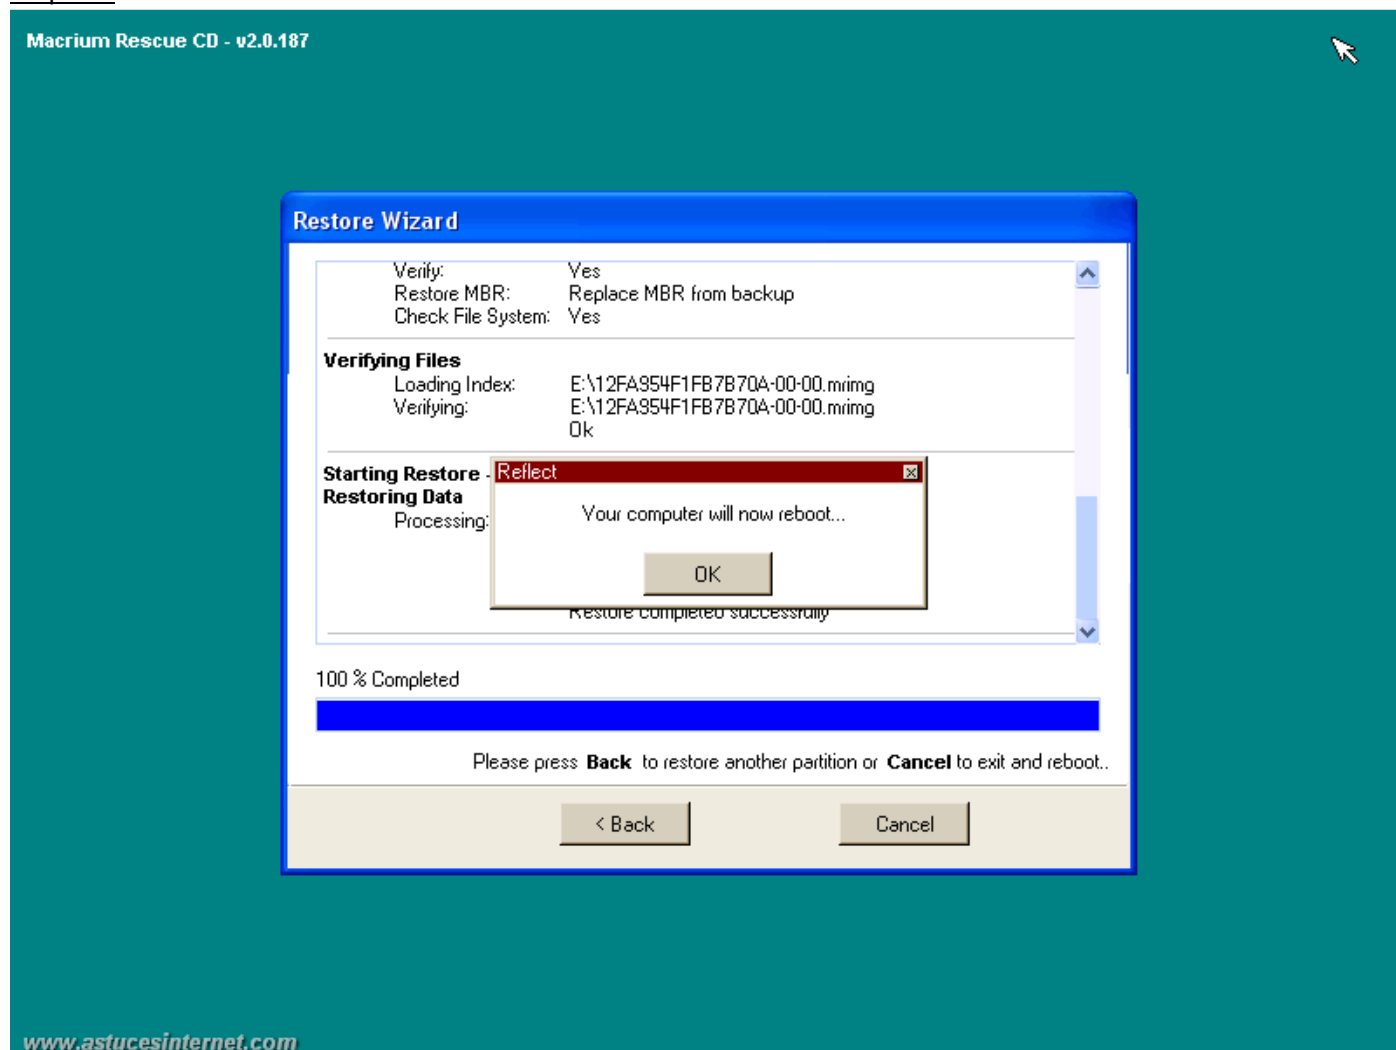 Macrium Rescue CD - v2.0.187
Restore Wizard
Verify: Yes
Restore MBR: Replace MBR from backup
Check File System: Yes
Verifying Files
Loading Index: E:\12FA954F1FB7B70A-00-00.mrimg
Verifying: E:\12FA954F1FB7B70A-00-00.mrimg
Ok
Starting Restore -
Restoring Data
Processing:
Reflect
Your computer will now reboot...
OK
Restore completed successfully
100 % Completed
Please press Back to restore another partition or Cancel to exit and reboot..
< Back
Cancel
www.astucesinternet.com